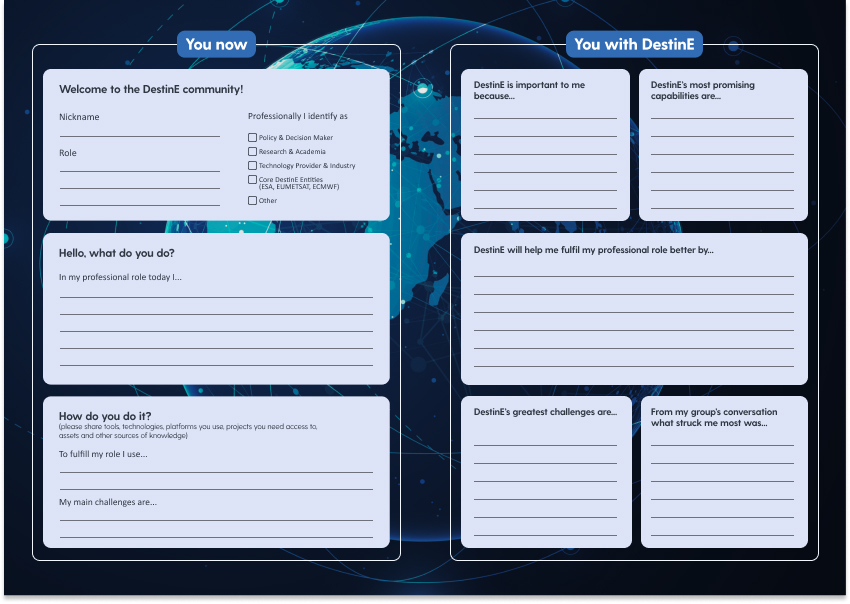 You now
Welcome to the DestinE community!
Nickname
Role
Professionally I identify as
Policy & Decision Maker
Research & Academia
Technology Provider & Industry
Core DestinE Entities
(ESA, EUMETSAT, ECMWF)
Other
Hello, what do you do?
In my professional role today I...
How do you do it?
(please share tools, technologies, platforms you use, projects you need access to,
assets and other sources of knowledge)
To fulfill my role I use...
My main challenges are...
You with DestinE
DestinE is important to me
because...
DestinE's most promising
capabilities are...
DestinE will help me fulfil my professional role better by...
DestinE's greatest challenges are...
From my group's conversation
what struck me most was...